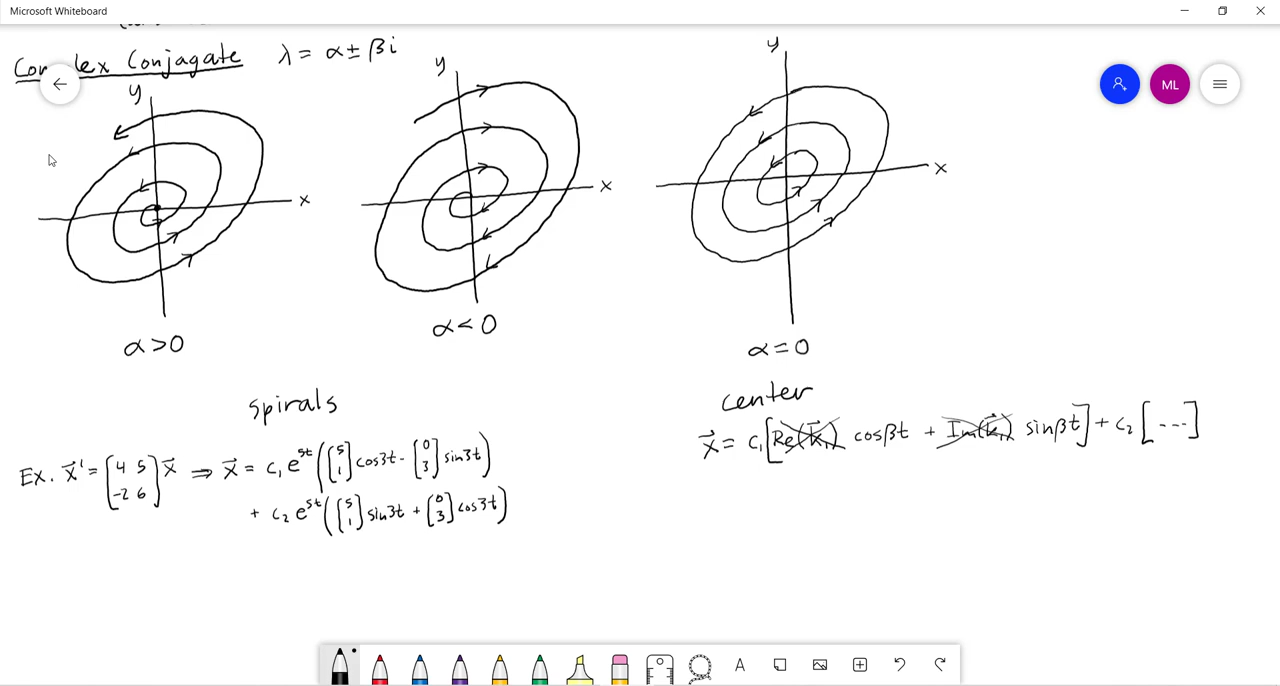 Microsoft Whiteboard
Complex Conjugate λ = α ± βi
ML
y
x
α > 0
y
x
α < 0
y
x
α = 0
spirals
center
x⃗ = c₁[Re(k⃗₁) cosβt + Im(k⃗₁) sinβt] + c₂[---]
Ex. x⃗' = [4 5; -2 6] x⃗ ⇒ x⃗ = c₁e^{5t}([5; 1] cos3t - [0; 3] sin3t)
+ c₂e^{5t}([5; 1] sin3t + [0; 3] cos3t)
A